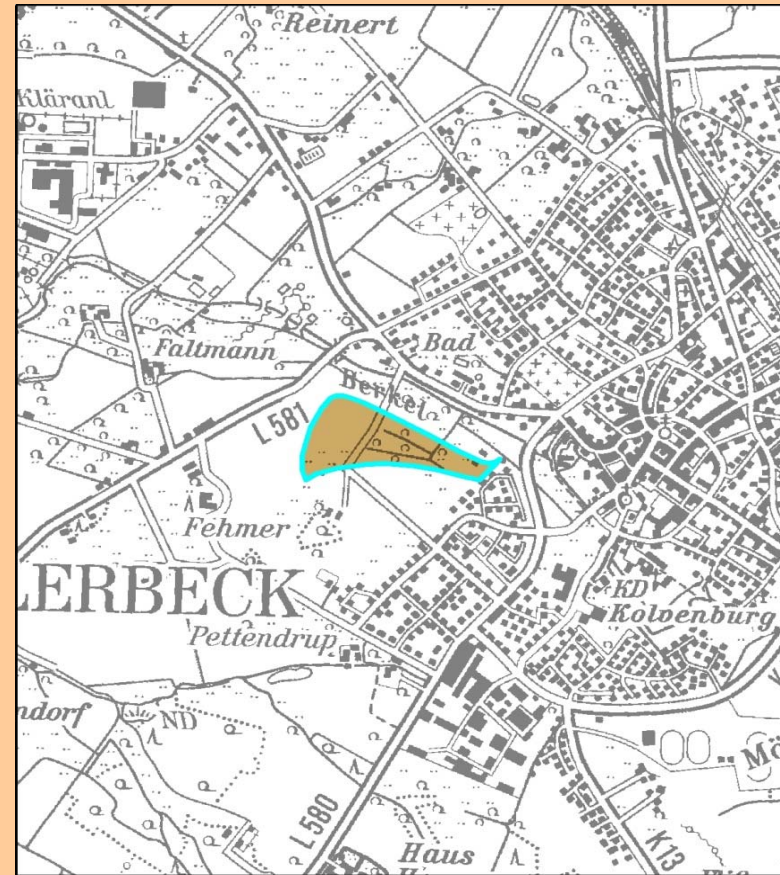 Reinert
Kläranl
Faltmann
Bad
Berkel
L 581
Fehmer
LERBECK
KD
Kolvenburg
Pettendrup
ndorf
ND
L 580
K13
Haus